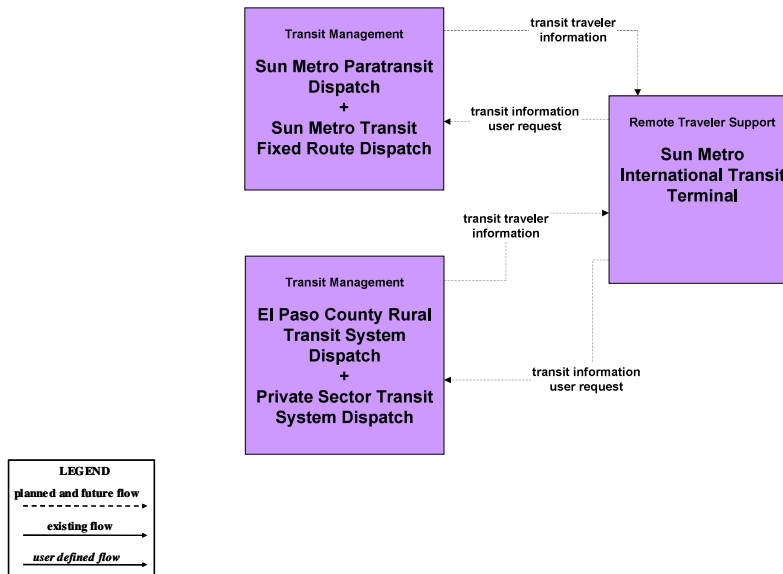 Transit Management
Sun Metro Paratransit
Dispatch
+
Sun Metro Transit
Fixed Route Dispatch
transit traveler
information
transit information
user request
Remote Traveler Support
Sun Metro
International Transit
Terminal
transit traveler
information
Transit Management
El Paso County Rural
Transit System
Dispatch
+
Private Sector Transit
System Dispatch
transit information
user request
LEGEND
planned and future flow
existing flow
user defined flow